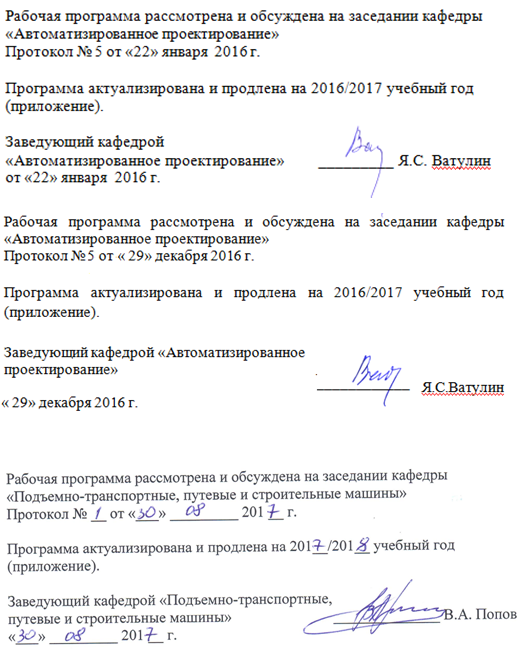 Рабочая программа рассмотрена и обсуждена на заседании кафедры
«Автоматизированное проектирование»
Протокол № 5 от «22» января 2016 г.
Программа актуализирована и продлена на 2016/2017 учебный год
(приложение).
Заведующий кафедрой
«Автоматизированное проектирование» __________ Я.С. Ватулин
от «22» января 2016 г.
Рабочая программа рассмотрена и обсуждена на заседании кафедры
«Автоматизированное проектирование»
Протокол №5 от « 29» декабря 2016 г.
Программа актуализирована и продлена на 2016/2017 учебный год
(приложение).
Заведующий кафедрой «Автоматизированное
проектирование»
____________ Я.С.Ватулин
« 29» декабря 2016 г.
Рабочая программа рассмотрена и обсуждена на заседании кафедры
«Подъемно-транспортные, путевые и строительные машины»
Протокол № 1 от «30» 08 2017 г.
Программа актуализирована и продлена на 2017/2018 учебный год
(приложение).
Заведующий кафедрой «Подъемно-транспортные,
путевые и строительные машины» ______________ В.А. Попов
«30» 08 2017 г.